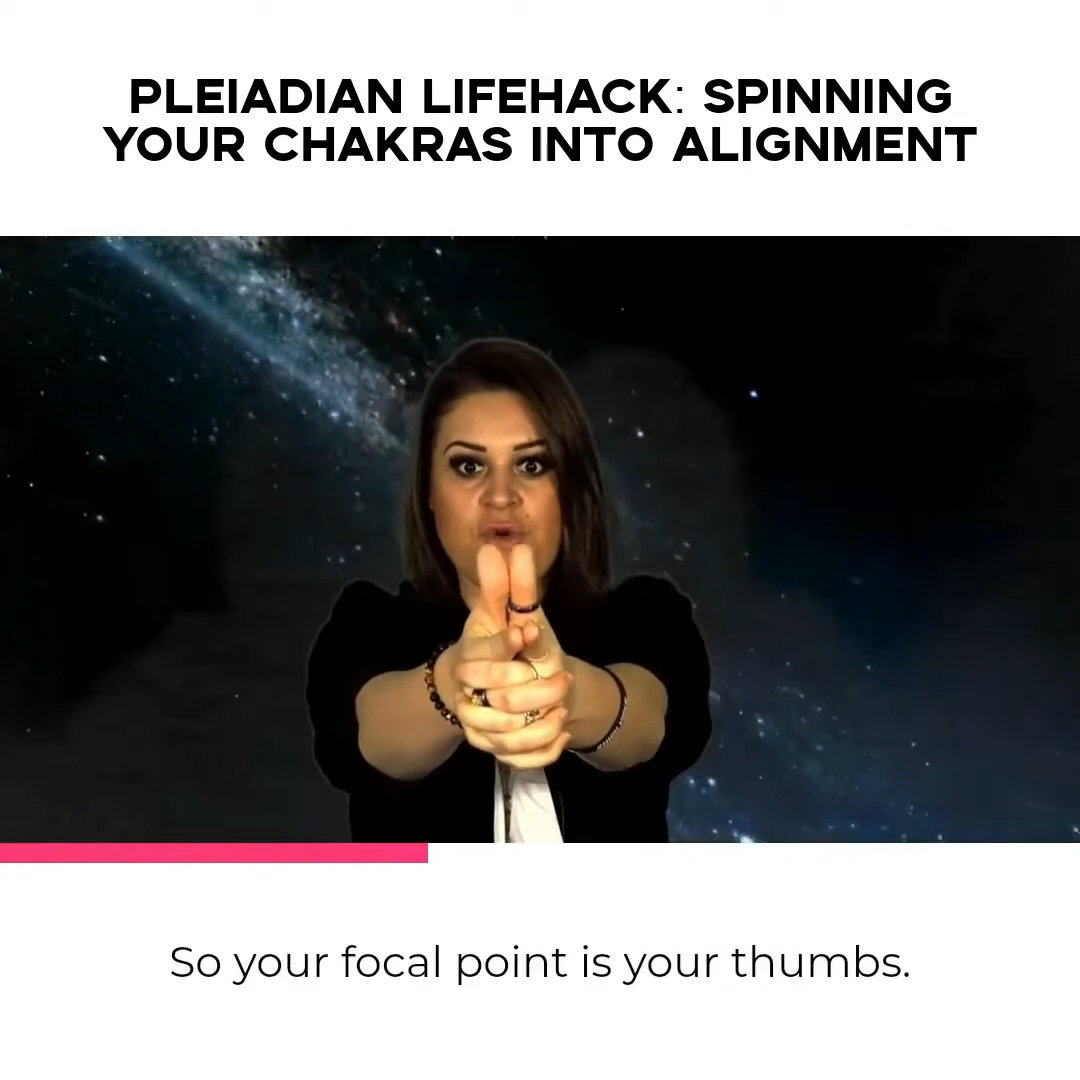 PLEIADIAN LIFEHACK: SPINNING
YOUR CHAKRAS INTO ALIGNMENT
So your focal point is your thumbs.